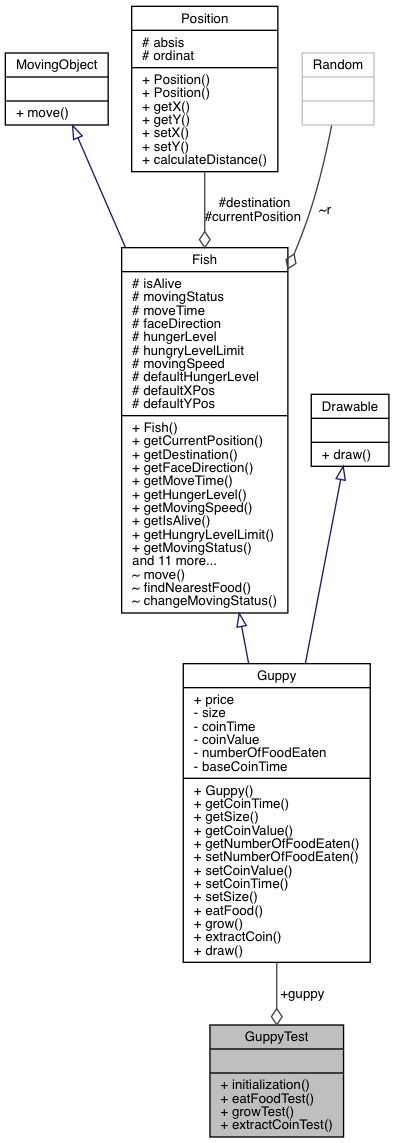 Position
# absis
# ordinat
+ Position()
+ Position()
+ getX()
+ getY()
+ setX()
+ setY()
+ calculateDistance()
MovingObject
+ move()
Random
#destination
#currentPosition
~r
Fish
# isAlive
# movingStatus
# moveTime
# faceDirection
# hungerLevel
# hungryLevelLimit
# movingSpeed
# defaultHungerLevel
# defaultXPos
# defaultYPos
+ Fish()
+ getCurrentPosition()
+ getDestination()
+ getFaceDirection()
+ getMoveTime()
+ getHungerLevel()
+ getMovingSpeed()
+ getIsAlive()
+ getHungryLevelLimit()
+ getMovingStatus()
and 11 more...
~ move()
~ findNearestFood()
~ changeMovingStatus()
Drawable
+ draw()
Guppy
+ price
- size
- coinTime
- coinValue
- numberOfFoodEaten
- baseCoinTime
+ Guppy()
+ getCoinTime()
+ getSize()
+ getCoinValue()
+ getNumberOfFoodEaten()
+ setNumberOfFoodEaten()
+ setCoinValue()
+ setCoinTime()
+ setSize()
+ eatFood()
+ grow()
+ extractCoin()
+ draw()
+guppy
GuppyTest
+ initialization()
+ eatFoodTest()
+ growTest()
+ extractCoinTest()